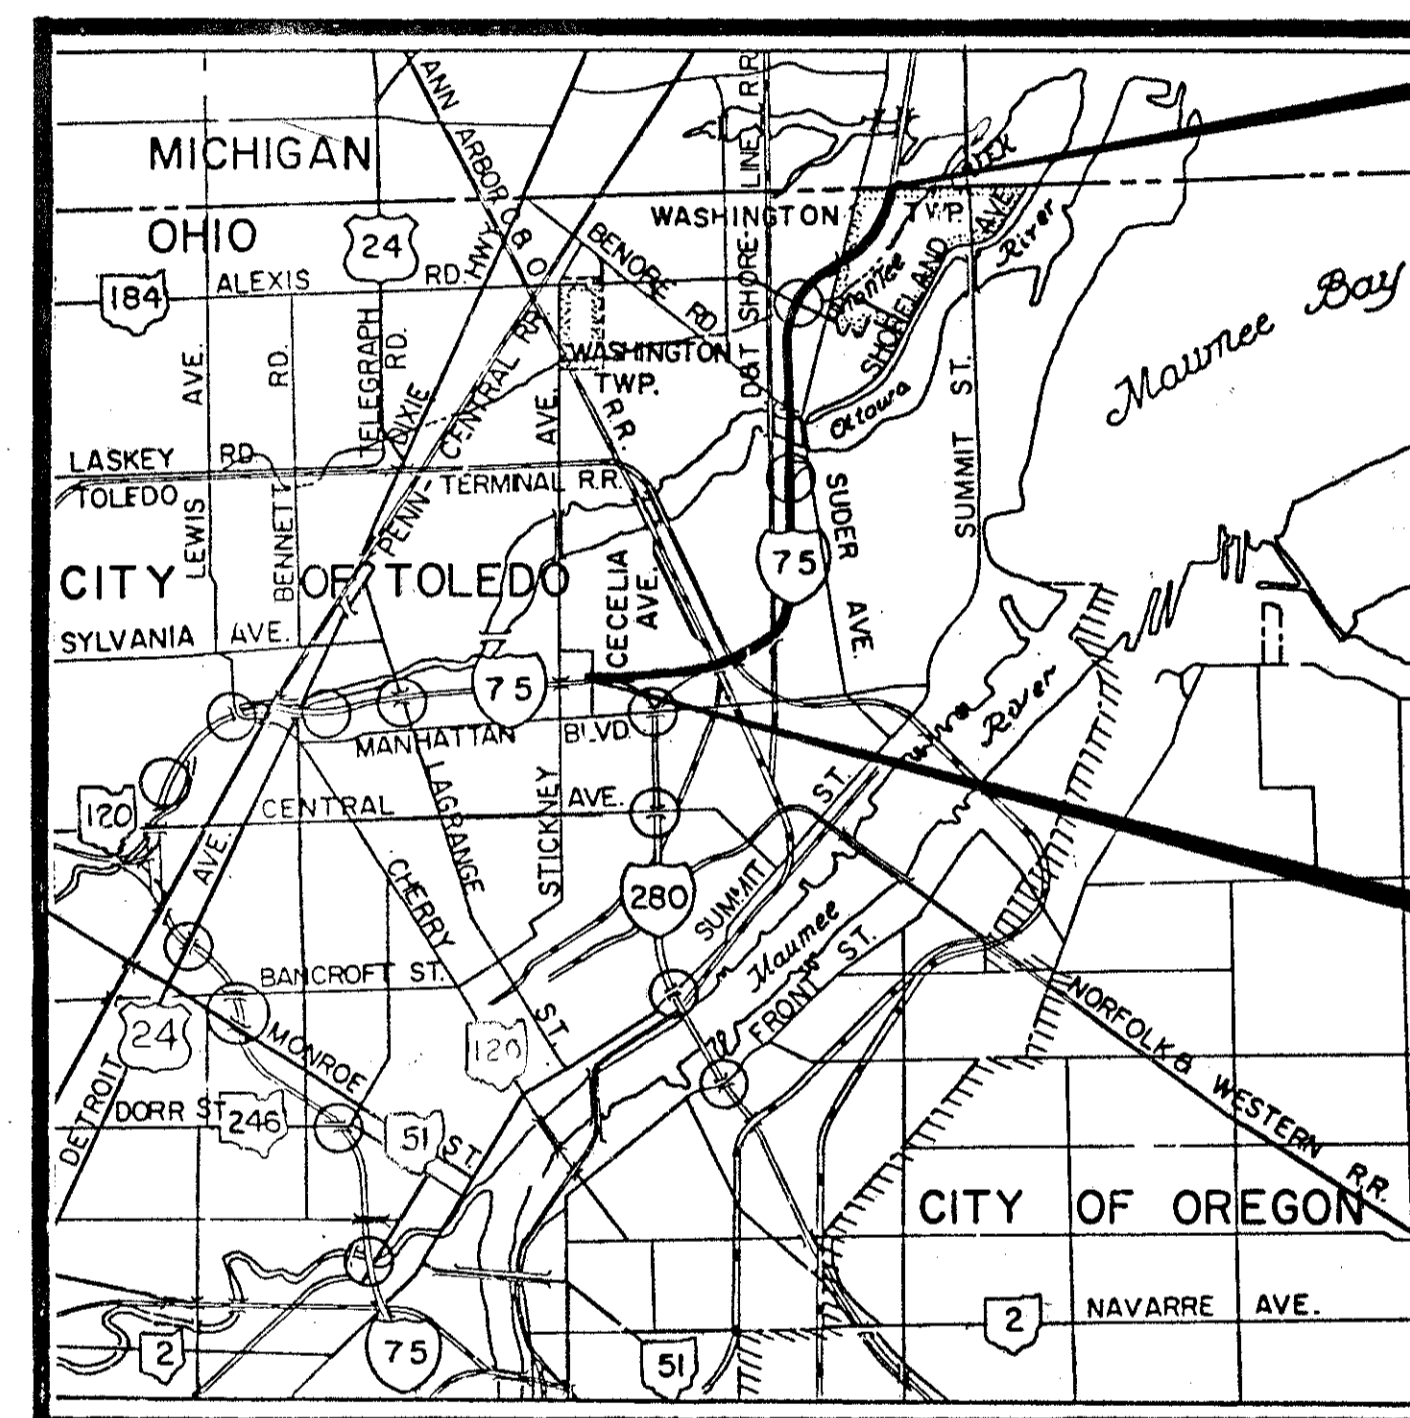 MICHIGAN
OHIO
ANN ARBOR
D&T SHORE-LINE R.R.
WASHINGTON TWP.
24
184
ALEXIS RD.
HWY
B & O
BENORE RD.
SHORELAND AVE.
Ottowa River
Mawmee Bay
LEWIS AVE.
BENNETT RD.
TELEGRAPH RD.
DIXIE
PENN-CENTRAL RR
WASHINGTON TWP.
AVE.
R.R.
LASKEY RD
TOLEDO TERMINAL R.R.
SUDER AVE.
SUMMIT ST.
75
CITY OF TOLEDO
CECELIA AVE.
SYLVANIA AVE.
75
MANHATTAN BLVD.
River
120
CENTRAL AVE.
LAGRANGE ST.
STICKNEY
CHERRY
AVE.
280
SUMMIT ST.
Maumee
FRONT ST.
BANCROFT ST.
24
MONROE ST.
120
NORFOLK & WESTERN R.R.
DETROIT
DORR ST.
246
51
CITY OF OREGON
2
NAVARRE AVE.
2
75
51